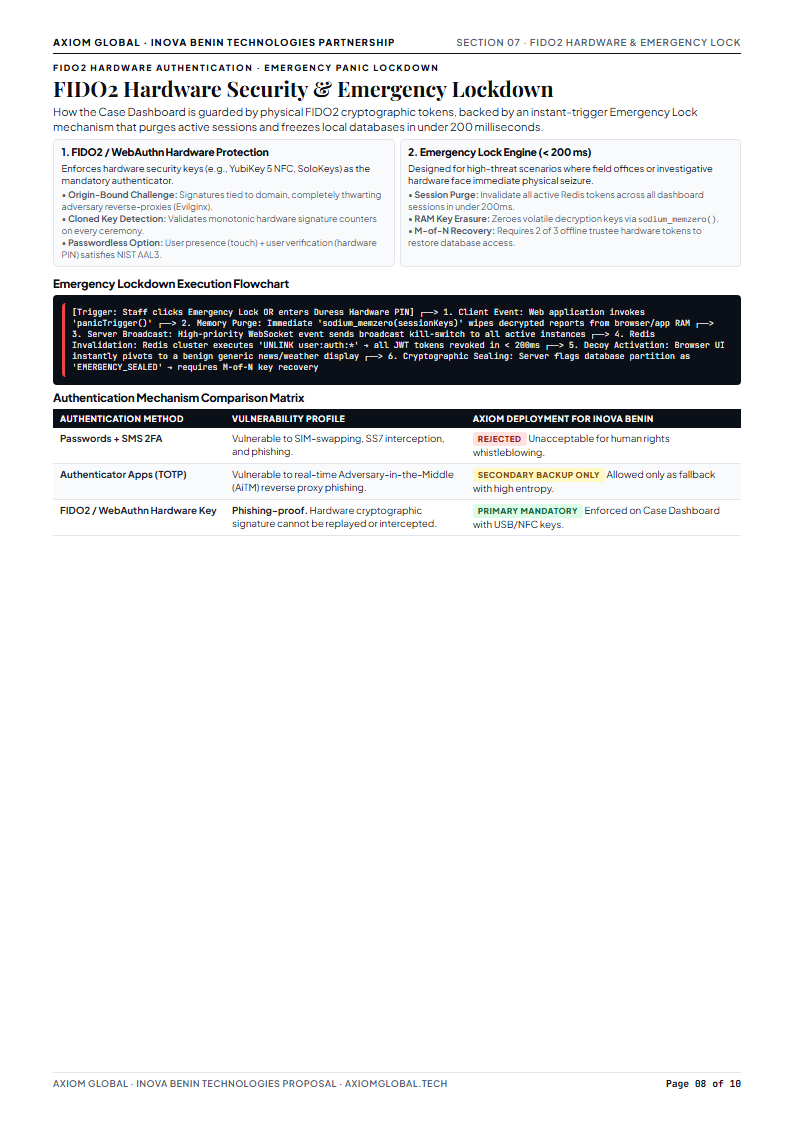 AXIOM GLOBAL · INOVA BENIN TECHNOLOGIES PARTNERSHIP
SECTION 07 · FIDO2 HARDWARE & EMERGENCY LOCK
FIDO2 HARDWARE AUTHENTICATION · EMERGENCY PANIC LOCKDOWN
FIDO2 Hardware Security & Emergency Lockdown
How the Case Dashboard is guarded by physical FIDO2 cryptographic tokens, backed by an instant-trigger Emergency Lock
mechanism that purges active sessions and freezes local databases in under 200 milliseconds.
1. FIDO2 / WebAuthn Hardware Protection
Enforces hardware security keys (e.g., YubiKey 5 NFC, SoloKeys) as the
mandatory authenticator.
• Origin-Bound Challenge: Signatures tied to domain, completely thwarting
adversary reverse-proxies (Evilginx).
• Cloned Key Detection: Validates monotonic hardware signature counters
on every ceremony.
• Passwordless Option: User presence (touch) + user verification (hardware
PIN) satisfies NIST AAL3.
2. Emergency Lock Engine (< 200 ms)
Designed for high-threat scenarios where field offices or investigative
hardware face immediate physical seizure.
• Session Purge: Invalidate all active Redis tokens across all dashboard
sessions in under 200ms.
• RAM Key Erasure: Zeroes volatile decryption keys via sodium_memzero().
• M-of-N Recovery: Requires 2 of 3 offline trustee hardware tokens to
restore database access.
Emergency Lockdown Execution Flowchart
[Trigger: Staff clicks Emergency Lock OR enters Duress Hardware PIN] ┌──> 1. Client Event: Web application invokes
'panicTrigger()' ┌──> 2. Memory Purge: Immediate 'sodium_memzero(sessionKeys)' wipes decrypted reports from browser/app RAM ┌──>
3. Server Broadcast: High-priority WebSocket event sends broadcast kill-switch to all active instances ┌──> 4. Redis
Invalidation: Redis cluster executes 'UNLINK user:auth:*' → all JWT tokens revoked in < 200ms ┌──> 5. Decoy Activation: Browser UI
instantly pivots to a benign generic news/weather display ┌──> 6. Cryptographic Sealing: Server flags database partition as
'EMERGENCY_SEALED' → requires M-of-N key recovery
Authentication Mechanism Comparison Matrix
AUTHENTICATION METHOD
VULNERABILITY PROFILE
AXIOM DEPLOYMENT FOR INOVA BENIN
Passwords + SMS 2FA
Vulnerable to SIM-swapping, SS7 interception,
and phishing.
REJECTED Unacceptable for human rights
whistleblowing.
Authenticator Apps (TOTP)
Vulnerable to real-time Adversary-in-the-Middle
(AiTM) reverse proxy phishing.
SECONDARY BACKUP ONLY Allowed only as fallback
with high entropy.
FIDO2 / WebAuthn Hardware Key
Phishing-proof. Hardware cryptographic
signature cannot be replayed or intercepted.
PRIMARY MANDATORY Enforced on Case Dashboard
with USB/NFC keys.
AXIOM GLOBAL · INOVA BENIN TECHNOLOGIES PROPOSAL · AXIOMGLOBAL.TECH
Page 08 of 10